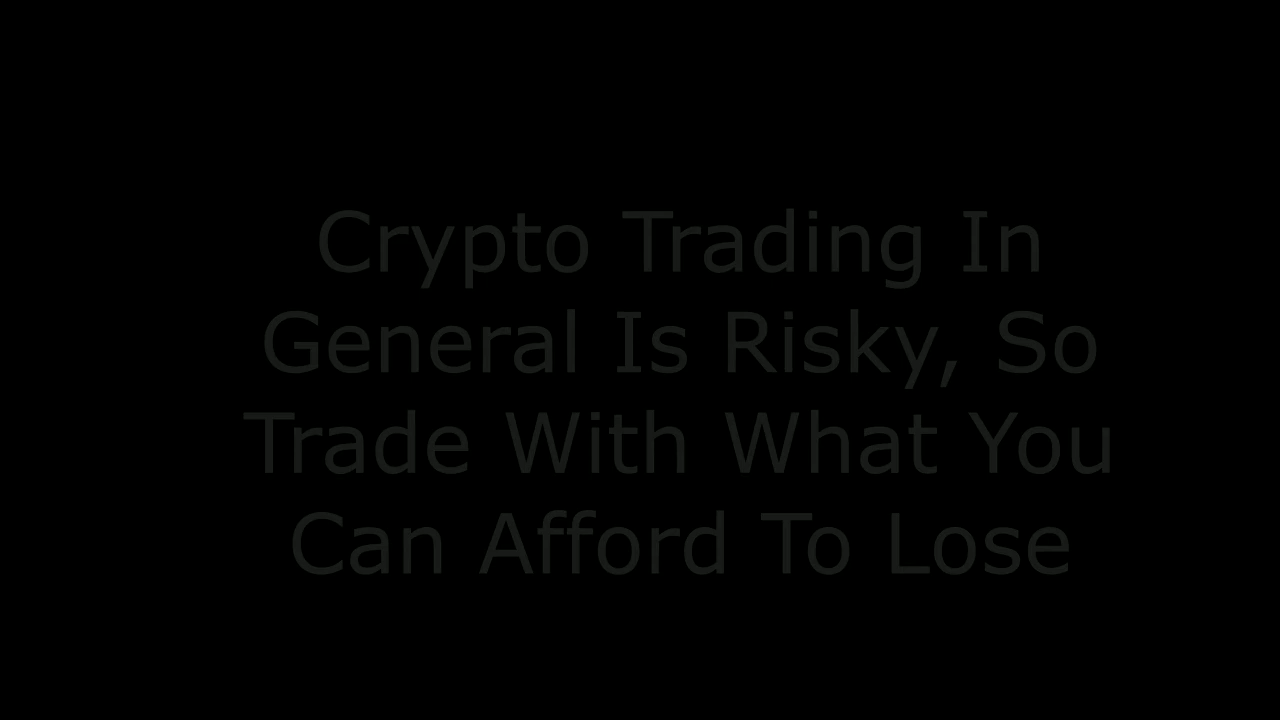 Crypto Trading In
General Is Risky, So
Trade With What You
Can Afford To Lose